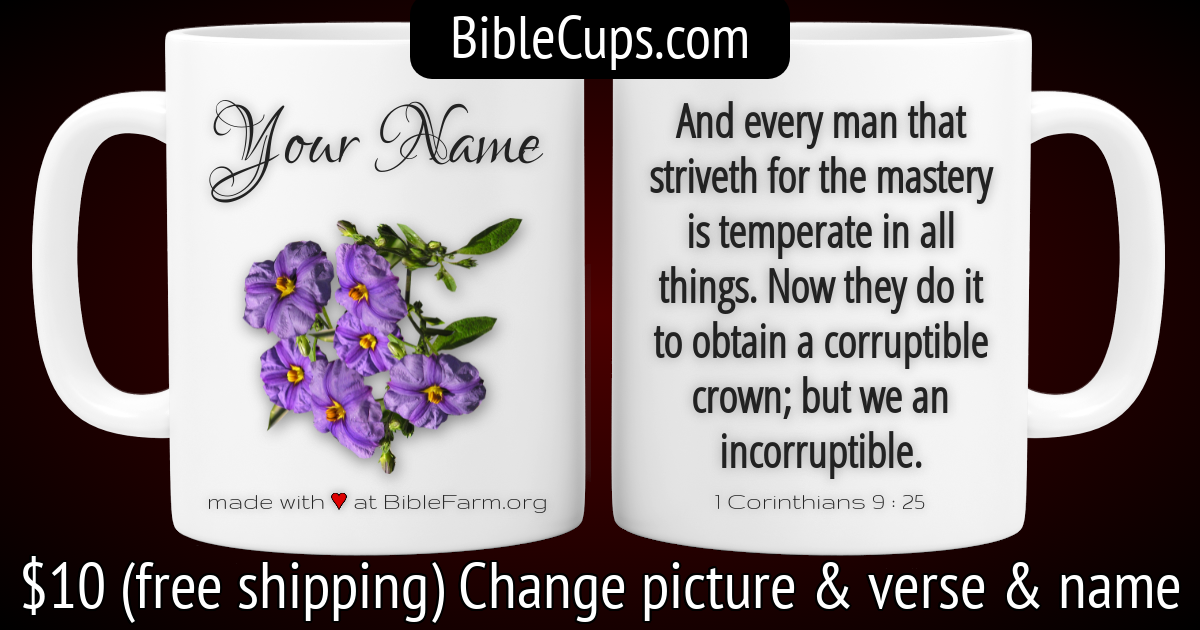 BibleCups.com
Your Name
made with ♥ at BibleFarm.org
And every man that
striveth for the mastery
is temperate in all
things. Now they do it
to obtain a corruptible
crown; but we an
incorruptible.
1 Corinthians 9 : 25
$10 (free shipping) Change picture & verse & name